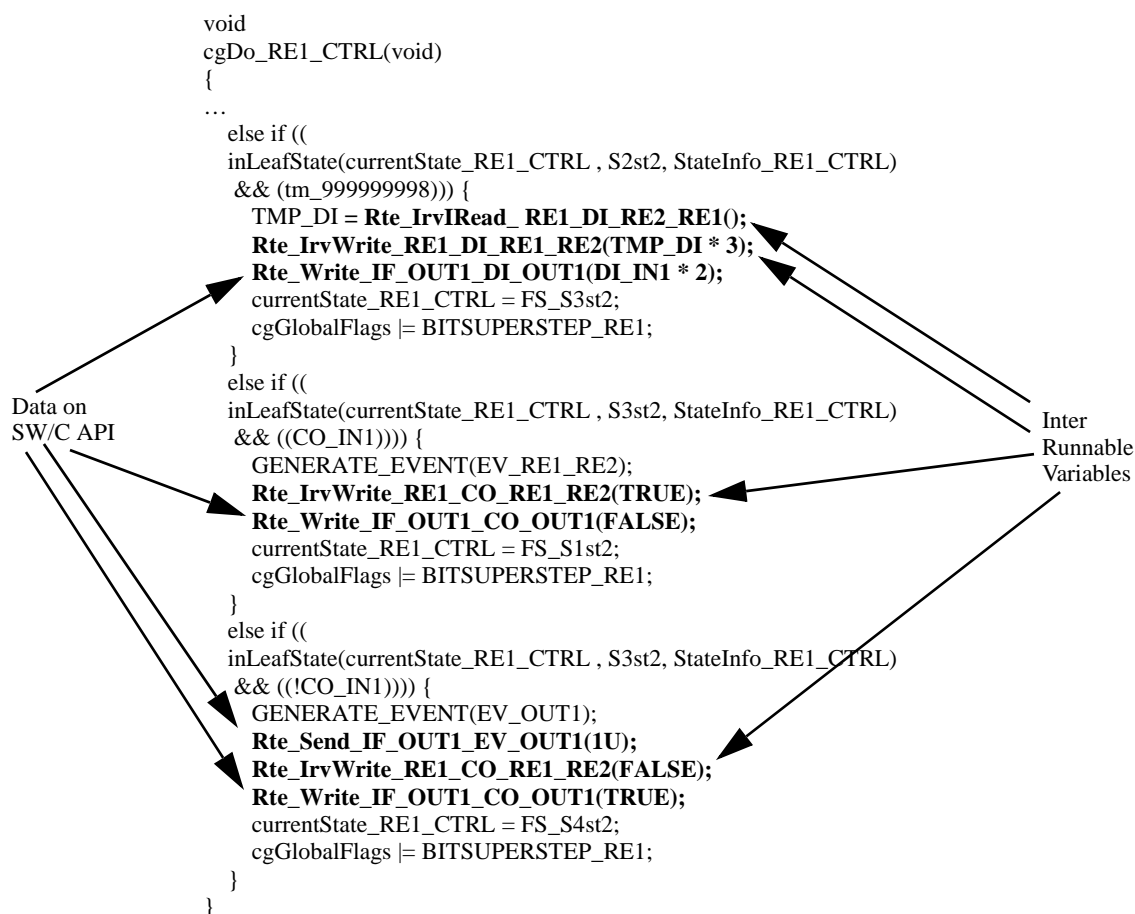 void
cgDo_RE1_CTRL(void)
{
…
else if ((
inLeafState(currentState_RE1_CTRL , S2st2, StateInfo_RE1_CTRL)
&& (tm_999999998))) {
TMP_DI = Rte_IrvIRead_ RE1_DI_RE2_RE1();
Rte_IrvWrite_RE1_DI_RE1_RE2(TMP_DI * 3);
Rte_Write_IF_OUT1_DI_OUT1(DI_IN1 * 2);
currentState_RE1_CTRL = FS_S3st2;
cgGlobalFlags |= BITSUPERSTEP_RE1;
}
else if ((
inLeafState(currentState_RE1_CTRL , S3st2, StateInfo_RE1_CTRL)
&& ((CO_IN1)))) {
GENERATE_EVENT(EV_RE1_RE2);
Rte_IrvWrite_RE1_CO_RE1_RE2(TRUE);
Rte_Write_IF_OUT1_CO_OUT1(FALSE);
currentState_RE1_CTRL = FS_S1st2;
cgGlobalFlags |= BITSUPERSTEP_RE1;
}
else if ((
inLeafState(currentState_RE1_CTRL , S3st2, StateInfo_RE1_CTRL)
&& ((!CO_IN1)))) {
GENERATE_EVENT(EV_OUT1);
Rte_Send_IF_OUT1_EV_OUT1(1U);
Rte_IrvWrite_RE1_CO_RE1_RE2(FALSE);
Rte_Write_IF_OUT1_CO_OUT1(TRUE);
currentState_RE1_CTRL = FS_S4st2;
cgGlobalFlags |= BITSUPERSTEP_RE1;
}
}
Data on
SW/C API
Inter
Runnable
Variables